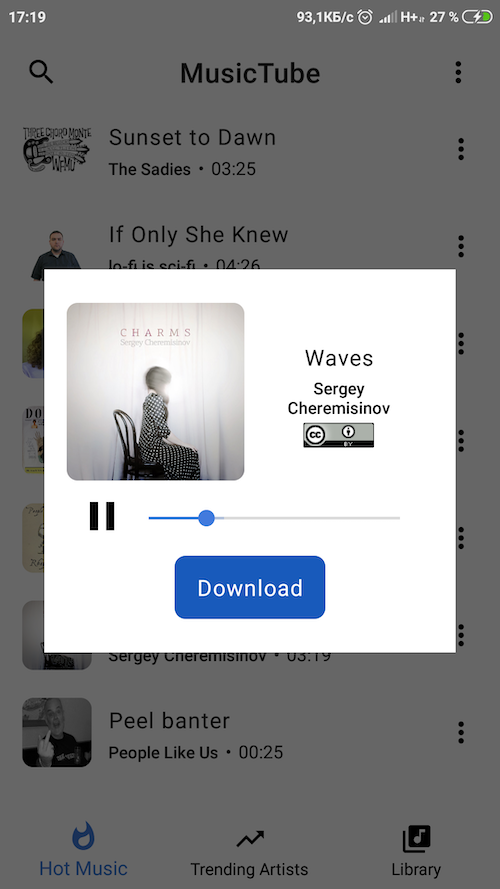 17:19
93,1КБ/с H+ 27 %
MusicTube
THREE CHORD MONTE
WFMU
Sunset to Dawn
The Sadies • 03:25
If Only She Knew
lo-fi is sci-fi • 04:26
CHARMS
Sergey Cheremisinov
Waves
Sergey
Cheremisinov
cc
BY
DO
Download
Sergey Cheremisinov • 03:19
Peel banter
People Like Us • 00:25
Hot Music
Trending Artists
Library